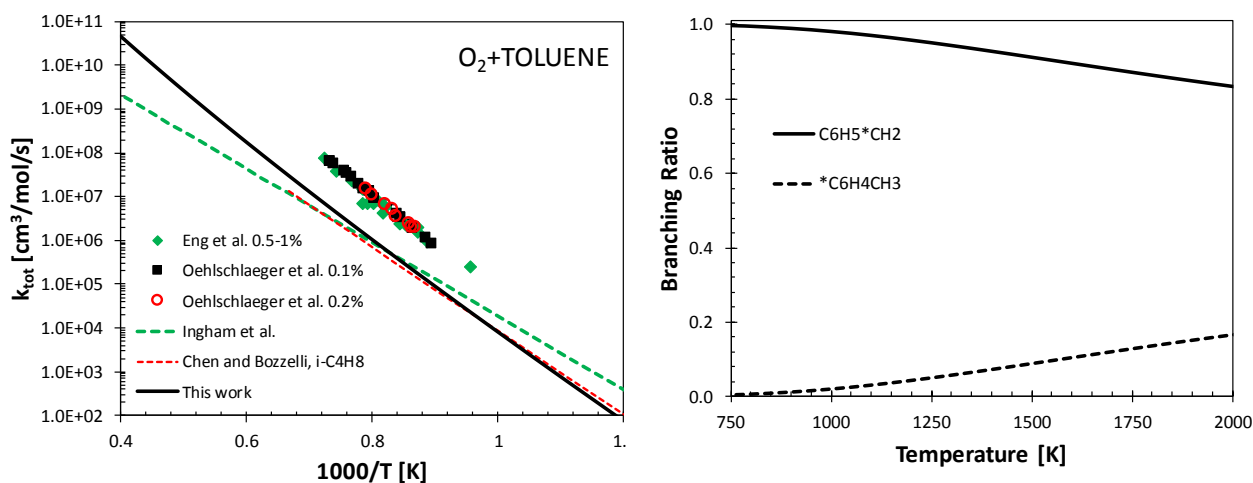 O2+TOLUENE
ktot [cm3/mol/s]
1.0E+11
1.0E+10
1.0E+09
1.0E+08
1.0E+07
1.0E+06
1.0E+05
1.0E+04
1.0E+03
1.0E+02
Eng et al. 0.5-1%
Oehlschlaeger et al. 0.1%
Oehlschlaeger et al. 0.2%
Ingham et al.
Chen and Bozzelli, i-C4H8
This work
0.4 0.6 0.8 1 1.
1000/T [K]
Branching Ratio
1.0
0.8
0.6
0.4
0.2
0.0
C6H5*CH2
*C6H4CH3
750 1000 1250 1500 1750 2000
Temperature [K]